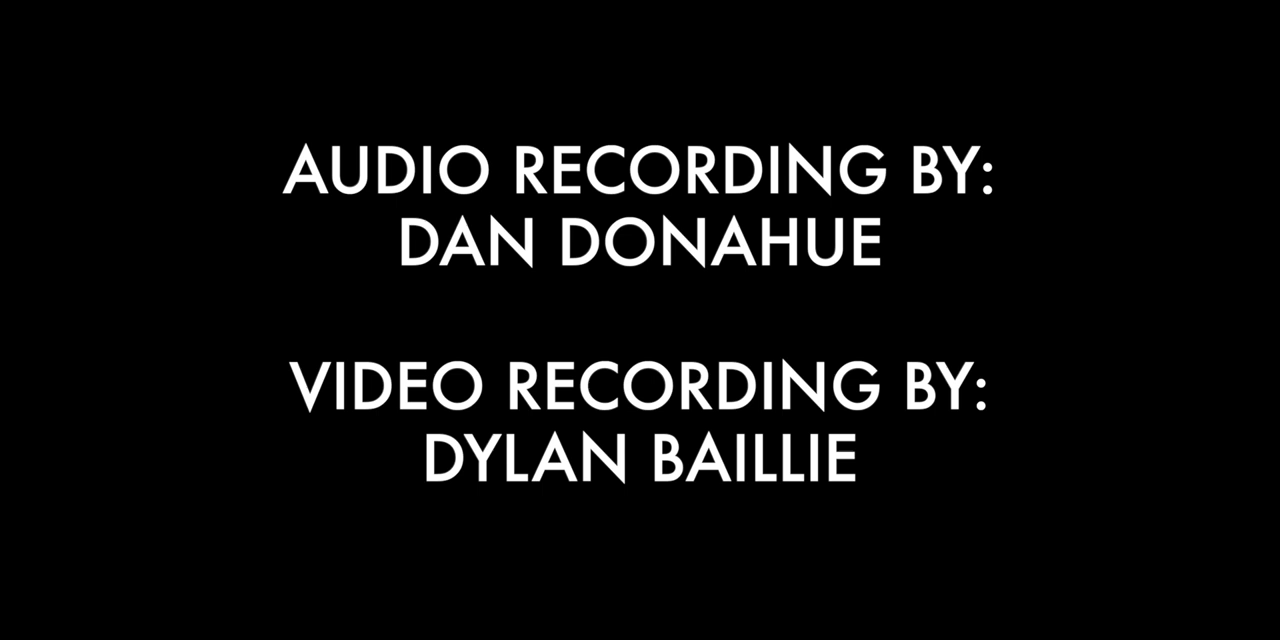 AUDIO RECORDING BY:
DAN DONAHUE
VIDEO RECORDING BY:
DYLAN BAILLIE